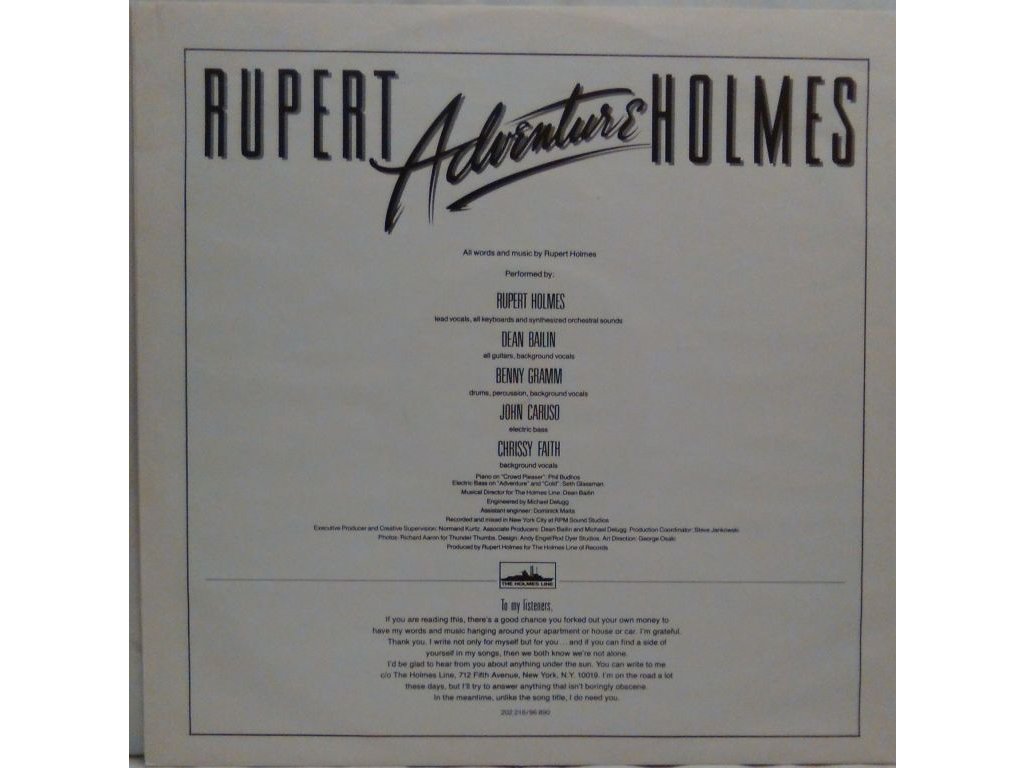 RUPERT Adventure HOLMES
All words and music by Rupert Holmes
Performed by:
RUPERT HOLMES
lead vocals, all keyboards and synthesized orchestral sounds
DEAN BAILIN
all guitars, background vocals
BENNY GRAMM
drums, percussion, background vocals
JOHN CARUSO
electric bass
CHRISSY FAITH
background vocals
Piano on "Crowd Pleaser": Phil Budnos
Electric Bass on "Adventure" and "Cold": Seth Glassman
Musical Director for The Holmes Line: Dean Bailin
Engineered by Michael Delugg
Assistant engineer: Dominick Maita
Recorded and mixed in New York City at RPM Sound Studios
Executive Producer and Creative Supervision: Normand Kurtz. Associate Producers: Dean Bailin and Michael Delugg. Production Coordinator: Steve Jankowski
Photos: Richard Aaron for Thunder Thumbs. Design: Andy Engel/Rod Dyer Studios. Art Direction: George Osaki
Produced by Rupert Holmes for The Holmes Line of Records
THE HOLMES LINE
To my listeners,
If you are reading this, there's a good chance you forked out your own money to
have my words and music hanging around your apartment or house or car. I'm grateful.
Thank you. I write not only for myself but for you...and if you can find a side of
yourself in my songs, then we both know we're not alone.
I'd be glad to hear from you about anything under the sun. You can write to me
c/o The Holmes Line, 712 Fifth Avenue, New York, N.Y. 10019. I'm on the road a lot
these days, but I'll try to answer anything that isn't boringly obscene.
In the meantime, unlike the song title, I do need you.
202 216/96 890